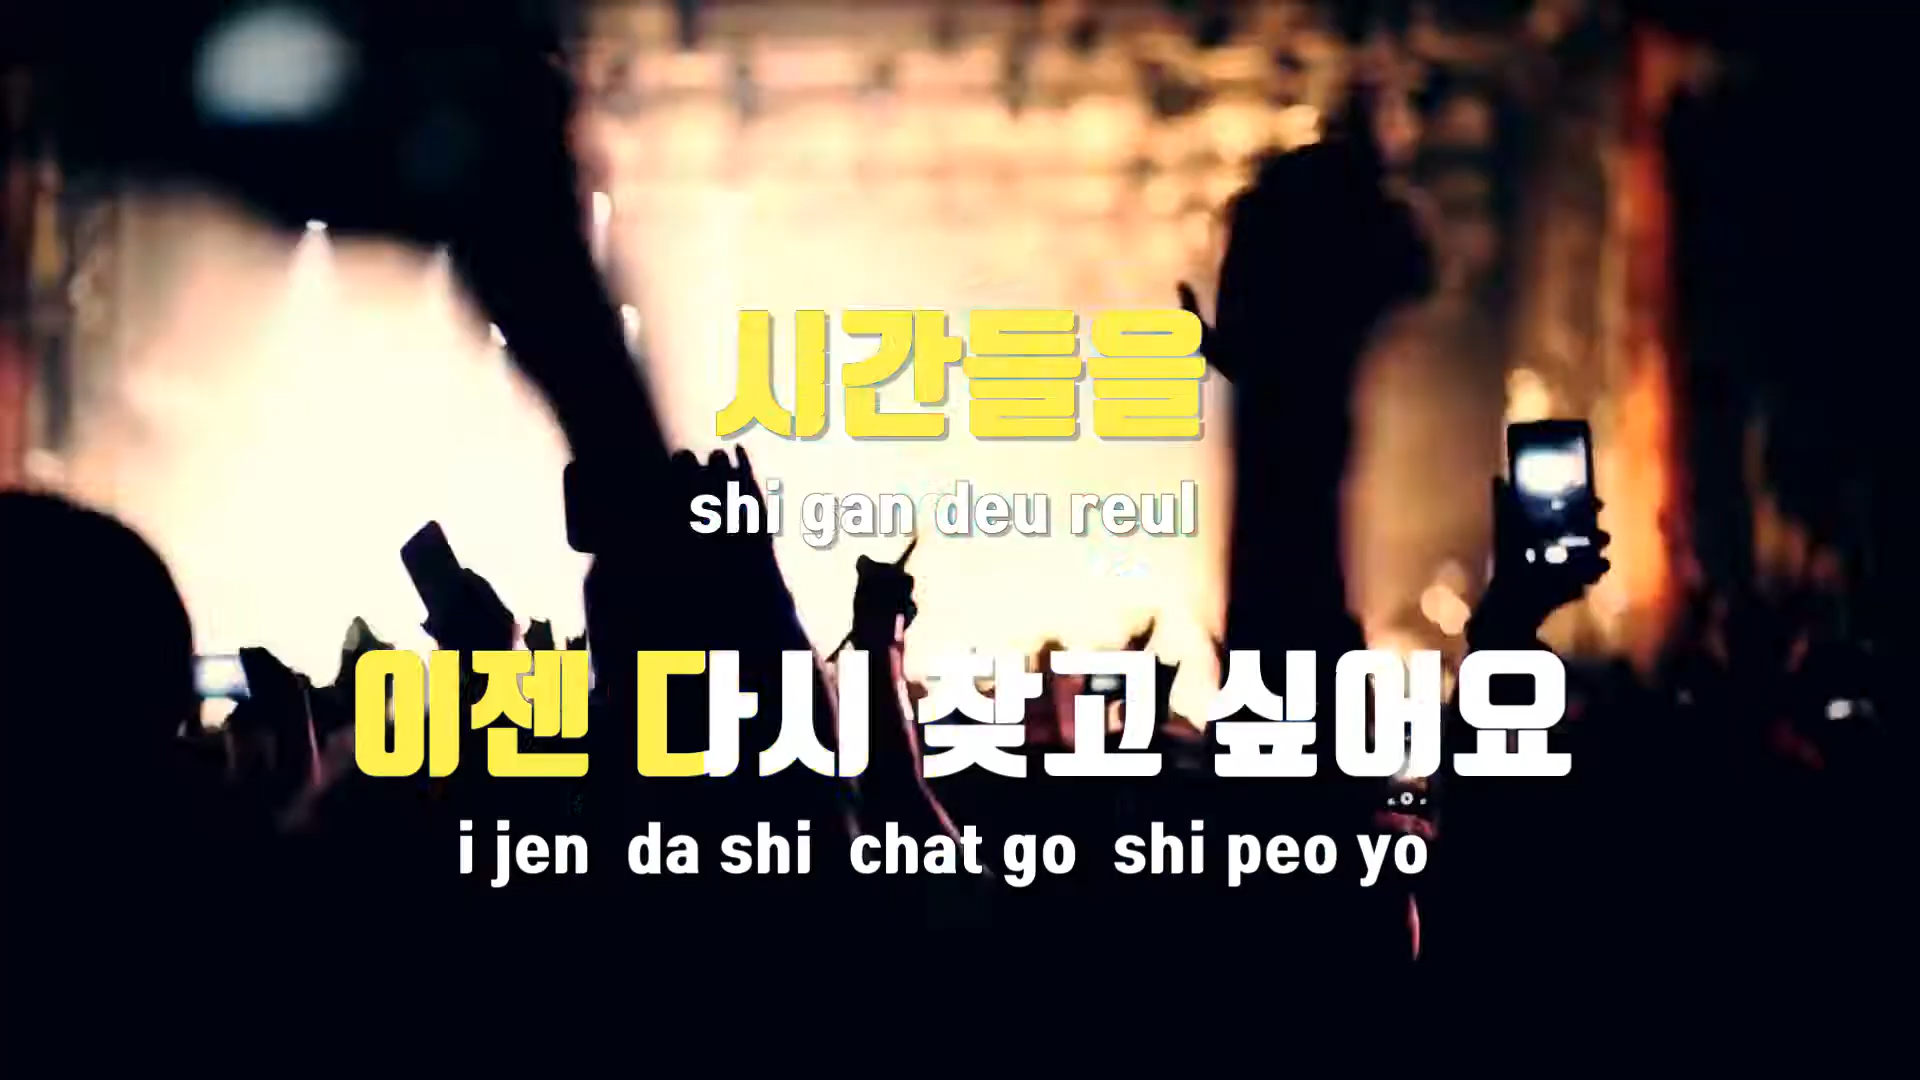 시간들을
shi gan deu reul
이젠 다시 찾고 싶어요
i jen da shi chat go shi peo yo